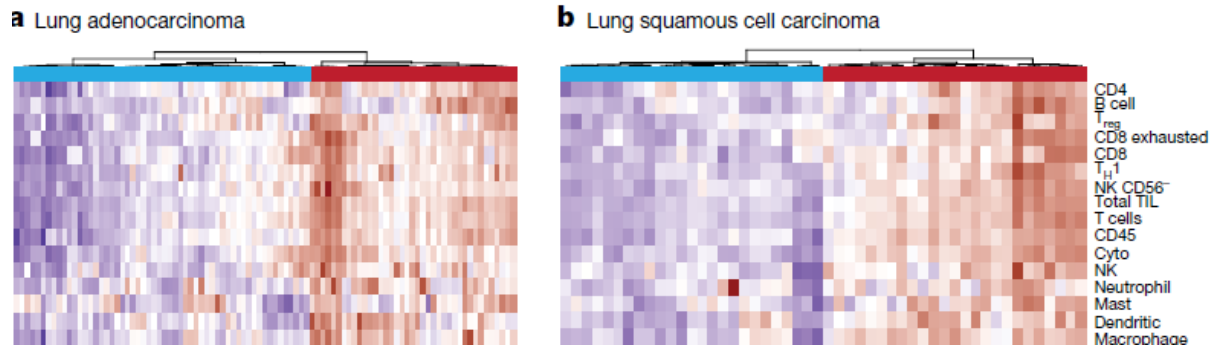 a Lung adenocarcinoma
b Lung squamous cell carcinoma
CD4
B cell
Treg
CD8 exhausted
CD8
TH1
NK CD56−
Total TIL
T cells
CD45
Cyto
NK
Neutrophil
Mast
Dendritic
Macrophage